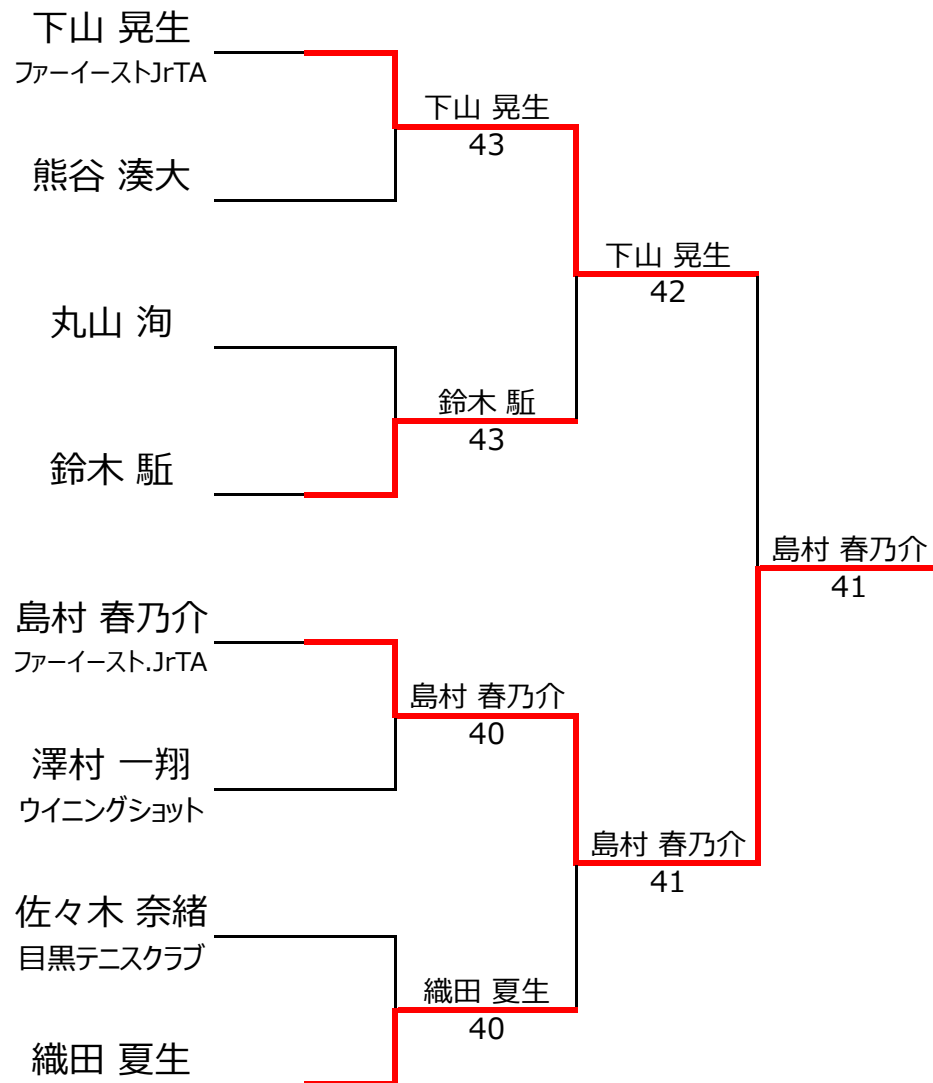 下山 晃生
ファーイーストJrTA
熊谷 湊大
丸山 洵
鈴木 駈
島村 春乃介
ファーイースト.JrTA
澤村 一翔
ウイニングショット
佐々木 奈緒
目黒テニスクラブ
織田 夏生
下山 晃生
43
鈴木 駈
43
島村 春乃介
40
織田 夏生
40
下山 晃生
42
島村 春乃介
41
島村 春乃介
41